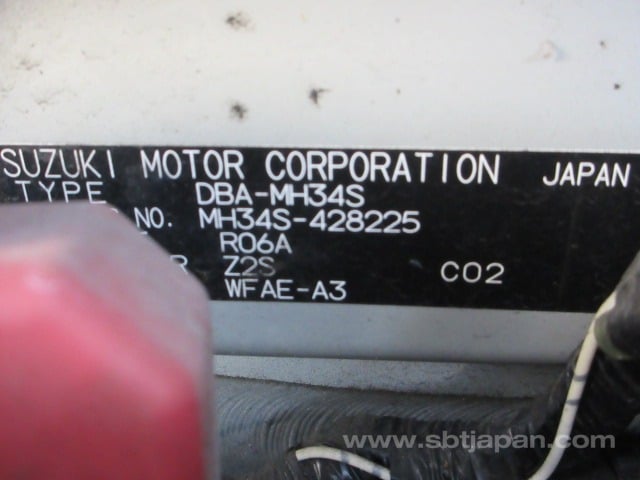 SUZUKI MOTOR CORPORATION JAPAN
TYPE DBA-MH34S
NO. MH34S-428225
R06A
R Z2S C02
WFAE-A3
www.sbtjapan.com